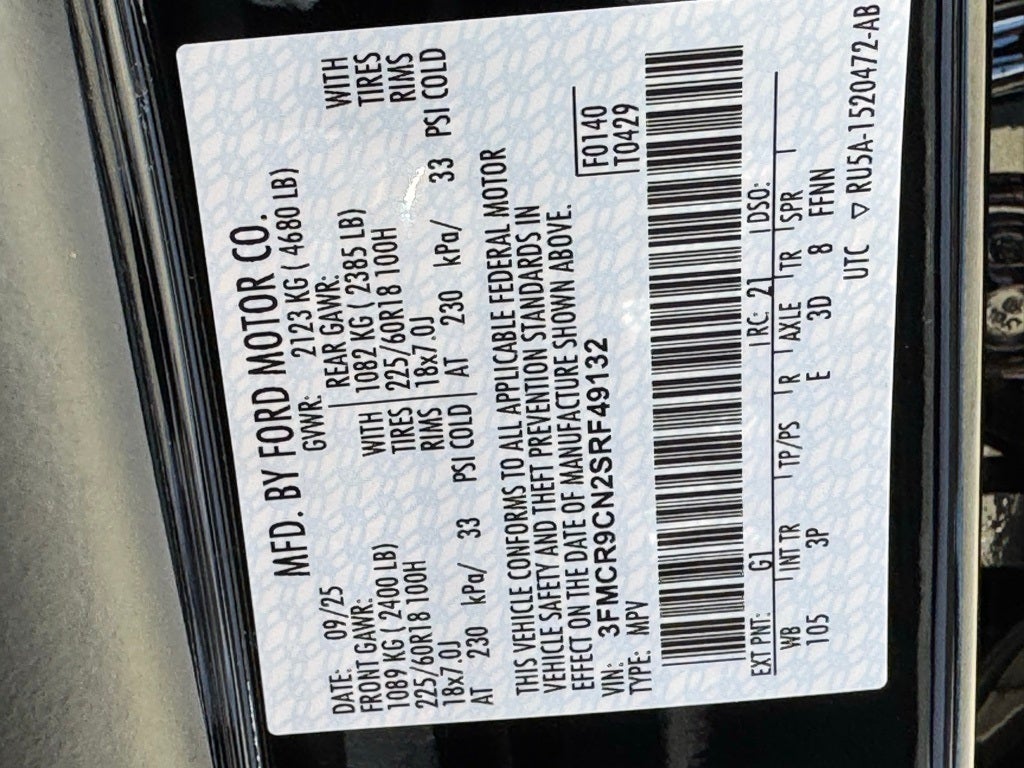 MFD. BY FORD MOTOR CO.
DATE: 09/25 GVWR: 2123 KG ( 4680 LB)
FRONT GAWR: REAR GAWR:
1089 KG ( 2400 LB) WITH 1082 KG ( 2385 LB) WITH
225/60R18 100H TIRES 225/60R18 100H TIRES
18x7.0J RIMS 18x7.0J RIMS
AT 230 kPa/ 33 PSI COLD AT 230 kPa/ 33 PSI COLD
THIS VEHICLE CONFORMS TO ALL APPLICABLE FEDERAL MOTOR
VEHICLE SAFETY AND THEFT PREVENTION STANDARDS IN
EFFECT ON THE DATE OF MANUFACTURE SHOWN ABOVE.
VIN: 3FMCR9CN2SRF49132 F0140
TYPE: MPV T0429
EXT PNT: G1 RC: 21 DSO:
WB INT TR TP/PS R AXLE TR SPR
105 3P E 3D 8 FFNN
UTC ▽ RU5A-1520472-AB